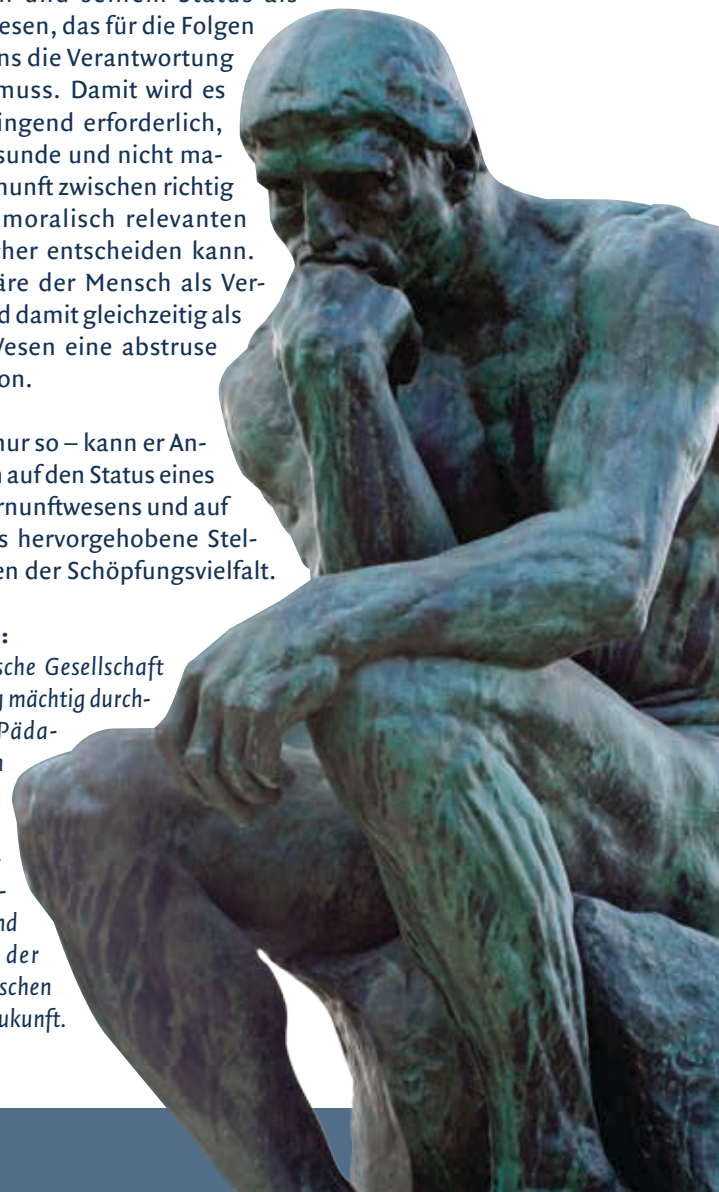 seinem Status als
esen, das für die Folgen
ns die Verantwortung
muss. Damit wird es
ingend erforderlich,
sunde und nicht ma-
nunft zwischen richtig
moralisch relevanten
cher entscheiden kann.
äre der Mensch als Ver-
d damit gleichzeitig als
Wesen eine abstruse
on.
nur so – kann er An-
auf den Status eines
rnunftwesens und auf
s hervorgehobene Stel-
en der Schöpfungsvielfalt.
:
sche Gesellschaft
g mächtig durch-
Päda-
nd
der
schen
ukunft.